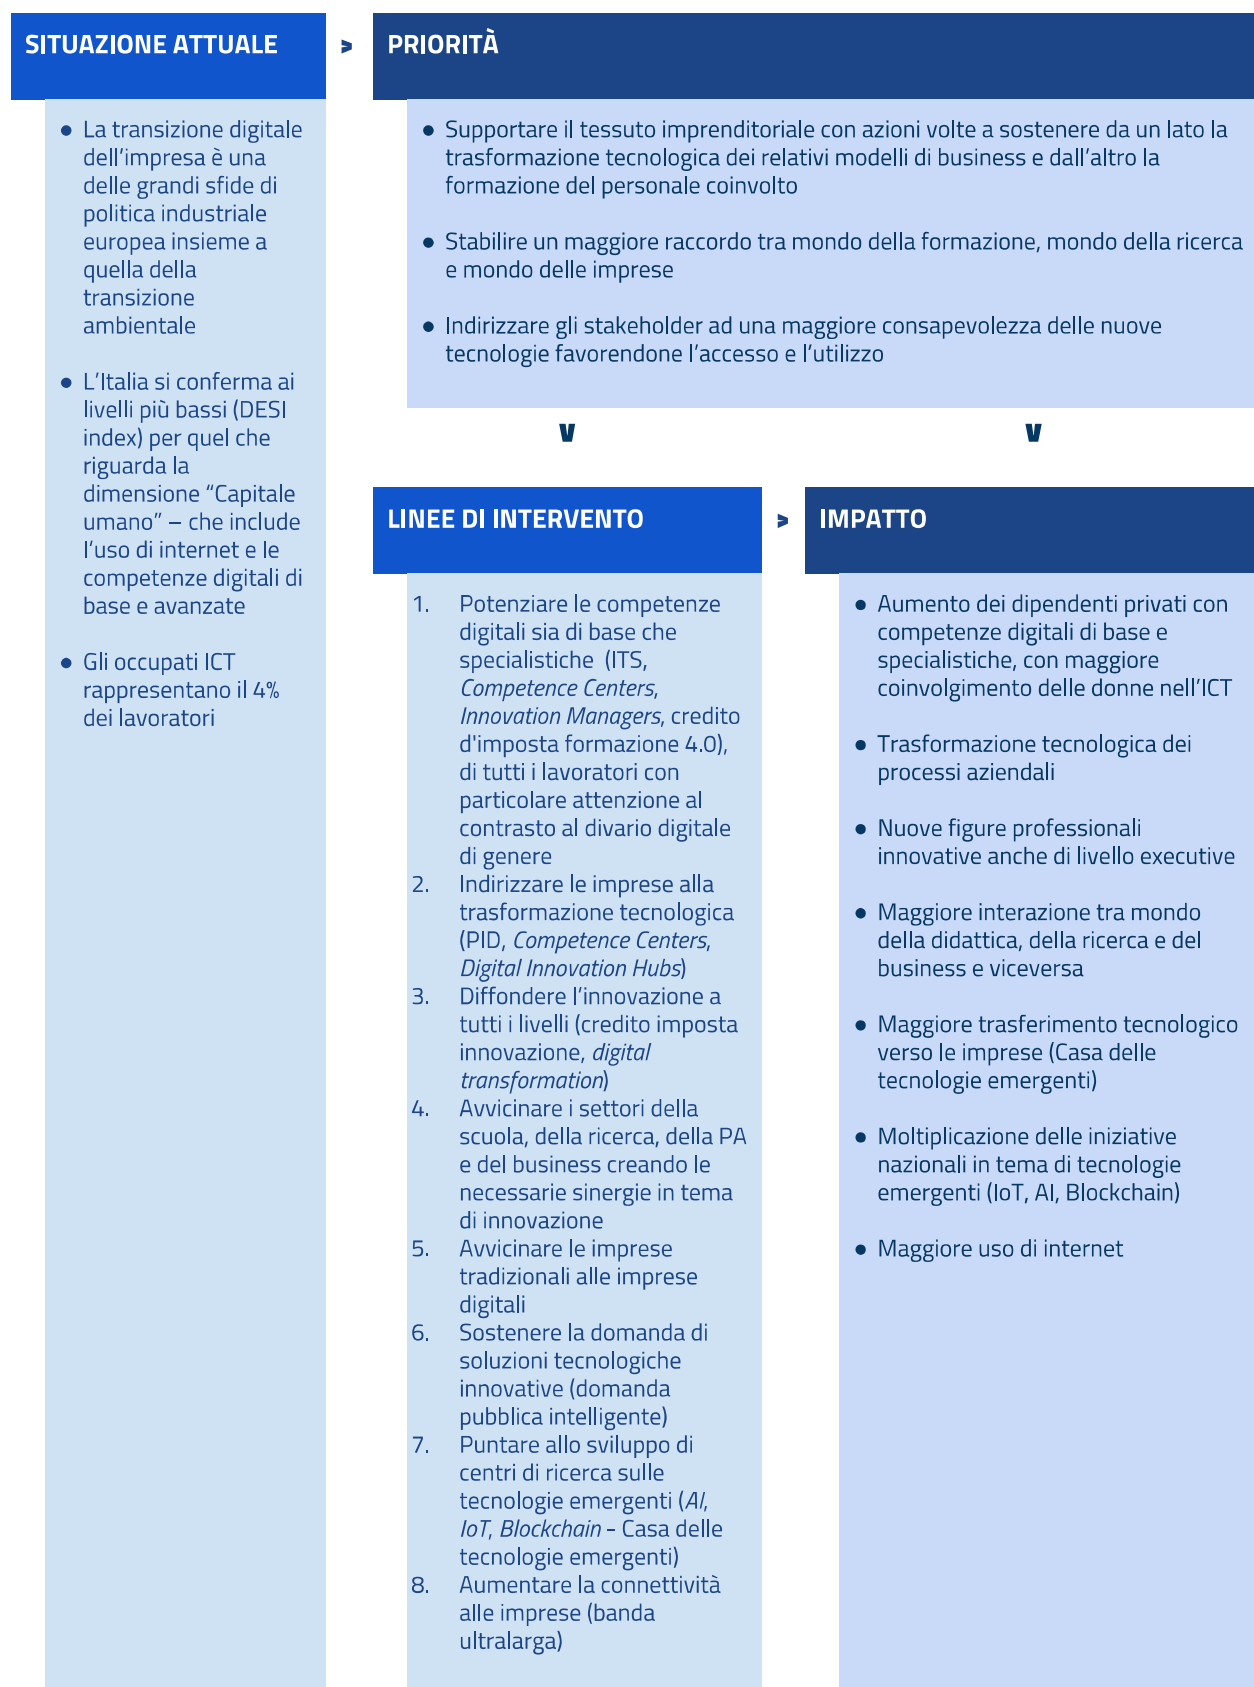 SITUAZIONE ATTUALE
>
PRIORITÀ
● La transizione digitale
dell'impresa è una
delle grandi sfide di
politica industriale
europea insieme a
quella della
transizione
ambientale
● L'Italia si conferma ai
livelli più bassi (DESI
index) per quel che
riguarda la
dimensione “Capitale
umano” – che include
l'uso di internet e le
competenze digitali di
base e avanzate
● Gli occupati ICT
rappresentano il 4%
dei lavoratori
● Supportare il tessuto imprenditoriale con azioni volte a sostenere da un lato la
trasformazione tecnologica dei relativi modelli di business e dall'altro la
formazione del personale coinvolto
● Stabilire un maggiore raccordo tra mondo della formazione, mondo della ricerca
e mondo delle imprese
● Indirizzare gli stakeholder ad una maggiore consapevolezza delle nuove
tecnologie favorendone l'accesso e l'utilizzo
V
V
LINEE DI INTERVENTO
>
IMPATTO
1. Potenziare le competenze
digitali sia di base che
specialistiche (ITS,
Competence Centers,
Innovation Managers, credito
d'imposta formazione 4.0),
di tutti i lavoratori con
particolare attenzione al
contrasto al divario digitale
di genere
2. Indirizzare le imprese alla
trasformazione tecnologica
(PID, Competence Centers,
Digital Innovation Hubs)
3. Diffondere l'innovazione a
tutti i livelli (credito imposta
innovazione, digital
transformation)
4. Avvicinare i settori della
scuola, della ricerca, della PA
e del business creando le
necessarie sinergie in tema
di innovazione
5. Avvicinare le imprese
tradizionali alle imprese
digitali
6. Sostenere la domanda di
soluzioni tecnologiche
innovative (domanda
pubblica intelligente)
7. Puntare allo sviluppo di
centri di ricerca sulle
tecnologie emergenti (AI,
IoT, Blockchain - Casa delle
tecnologie emergenti)
8. Aumentare la connettività
alle imprese (banda
ultralarga)
● Aumento dei dipendenti privati con
competenze digitali di base e
specialistiche, con maggiore
coinvolgimento delle donne nell'ICT
● Trasformazione tecnologica dei
processi aziendali
● Nuove figure professionali
innovative anche di livello executive
● Maggiore interazione tra mondo
della didattica, della ricerca e del
business e viceversa
● Maggiore trasferimento tecnologico
verso le imprese (Casa delle
tecnologie emergenti)
● Moltiplicazione delle iniziative
nazionali in tema di tecnologie
emergenti (IoT, AI, Blockchain)
● Maggiore uso di internet